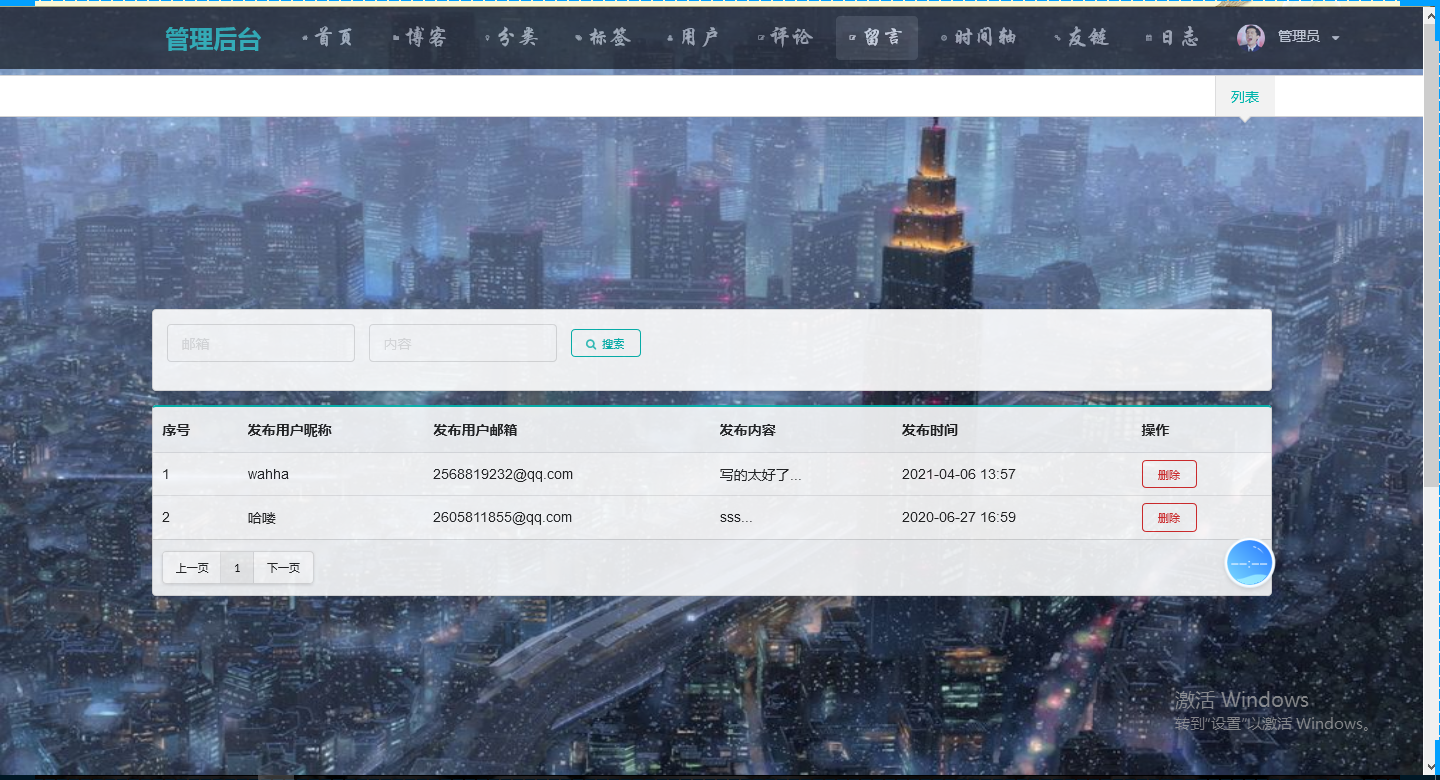 管理后台 首页 博客 分类 标签 用户 评论 留言 时间轴 友链 日志 管理员
列表
邮箱 内容 搜索
序号 发布用户昵称 发布用户邮箱 发布内容 发布时间 操作
1 wahha 2568819232@qq.com 写的太好了... 2021-04-06 13:57 删除
2 哈喽 2605811855@qq.com sss... 2020-06-27 16:59 删除
上一页 1 下一页
--:--
激活 Windows
转到"设置"以激活 Windows。